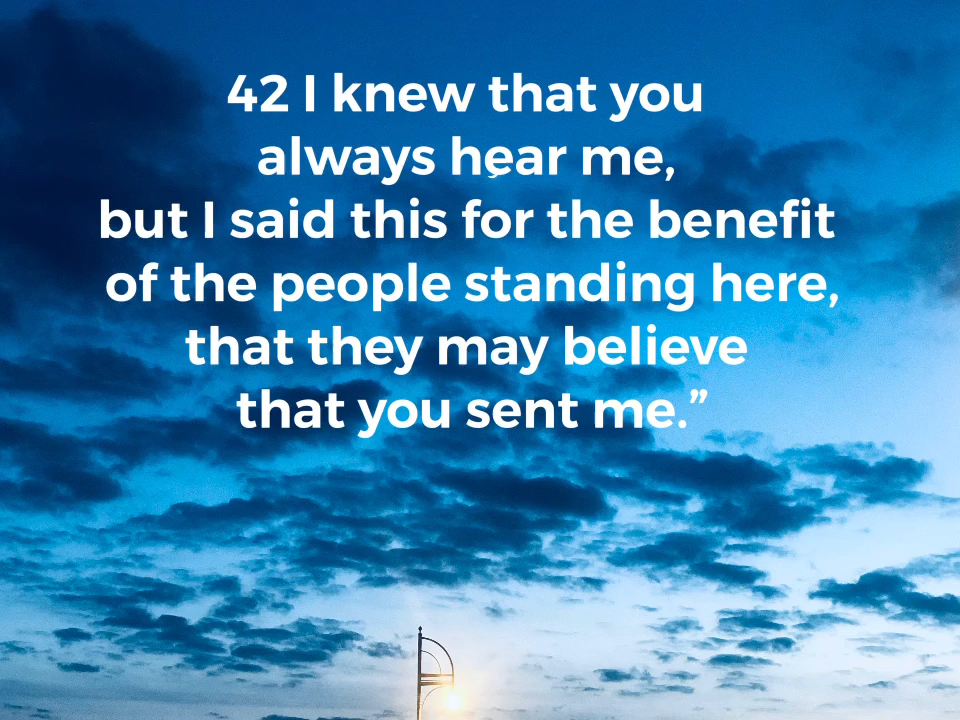 42 I knew that you
always hear me,
but I said this for the benefit
of the people standing here,
that they may believe
that you sent me.”